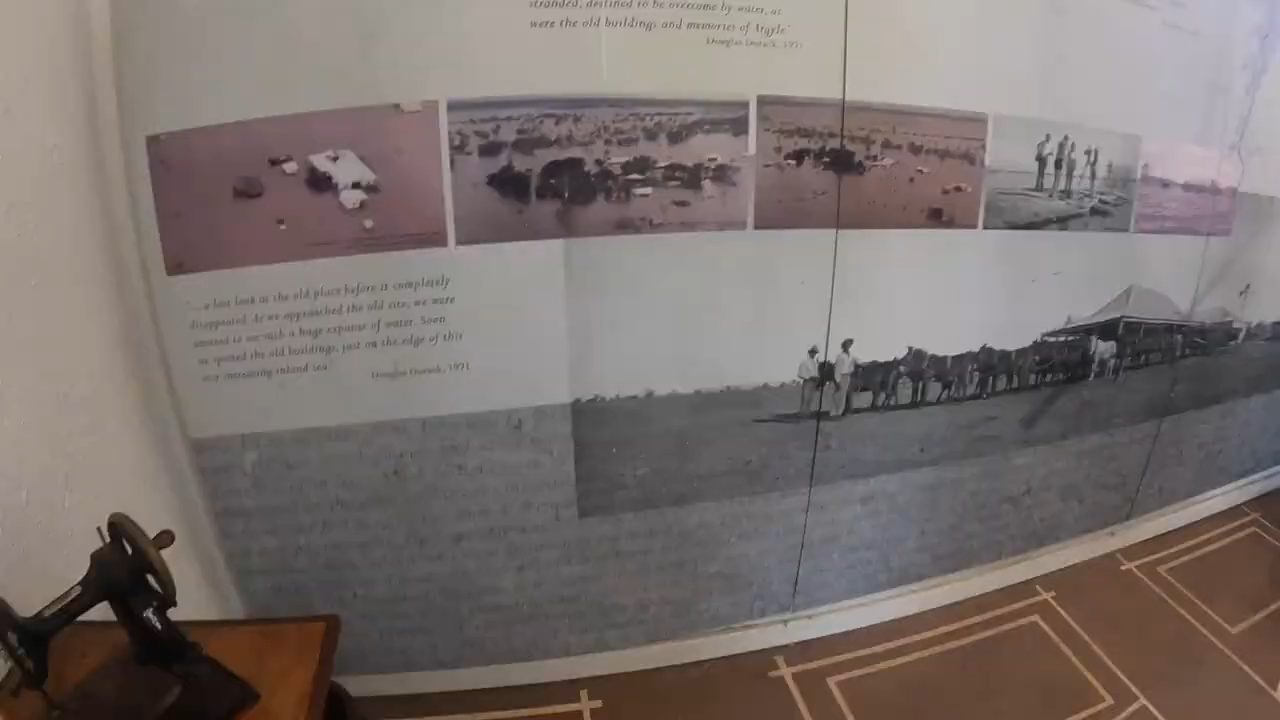 stranded, destined to be overcome by water, as
were the old buildings and memories of Argyle"
Douglas Durack, 1971
"... a last look at the old place before it completely
disappeared. As we approached the old site, we were
amazed to see such a huge expanse of water. Soon
we spotted the old buildings, just on the edge of this
ever increasing inland sea"
Douglas Durack, 1971